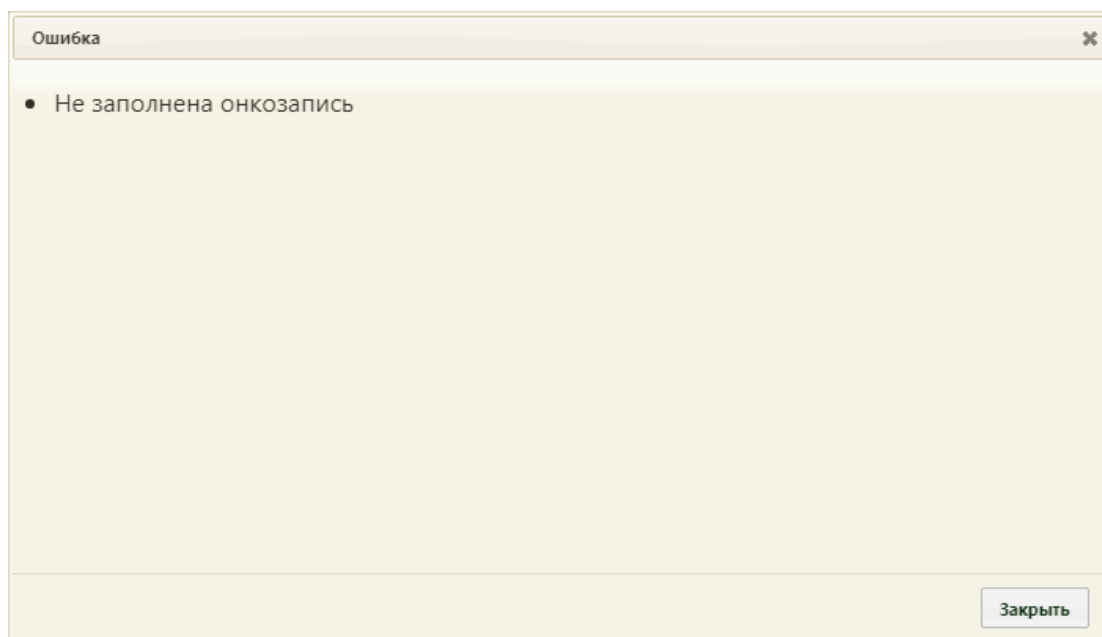 Ошибка
Не заполнена онкозапись
Закрыть